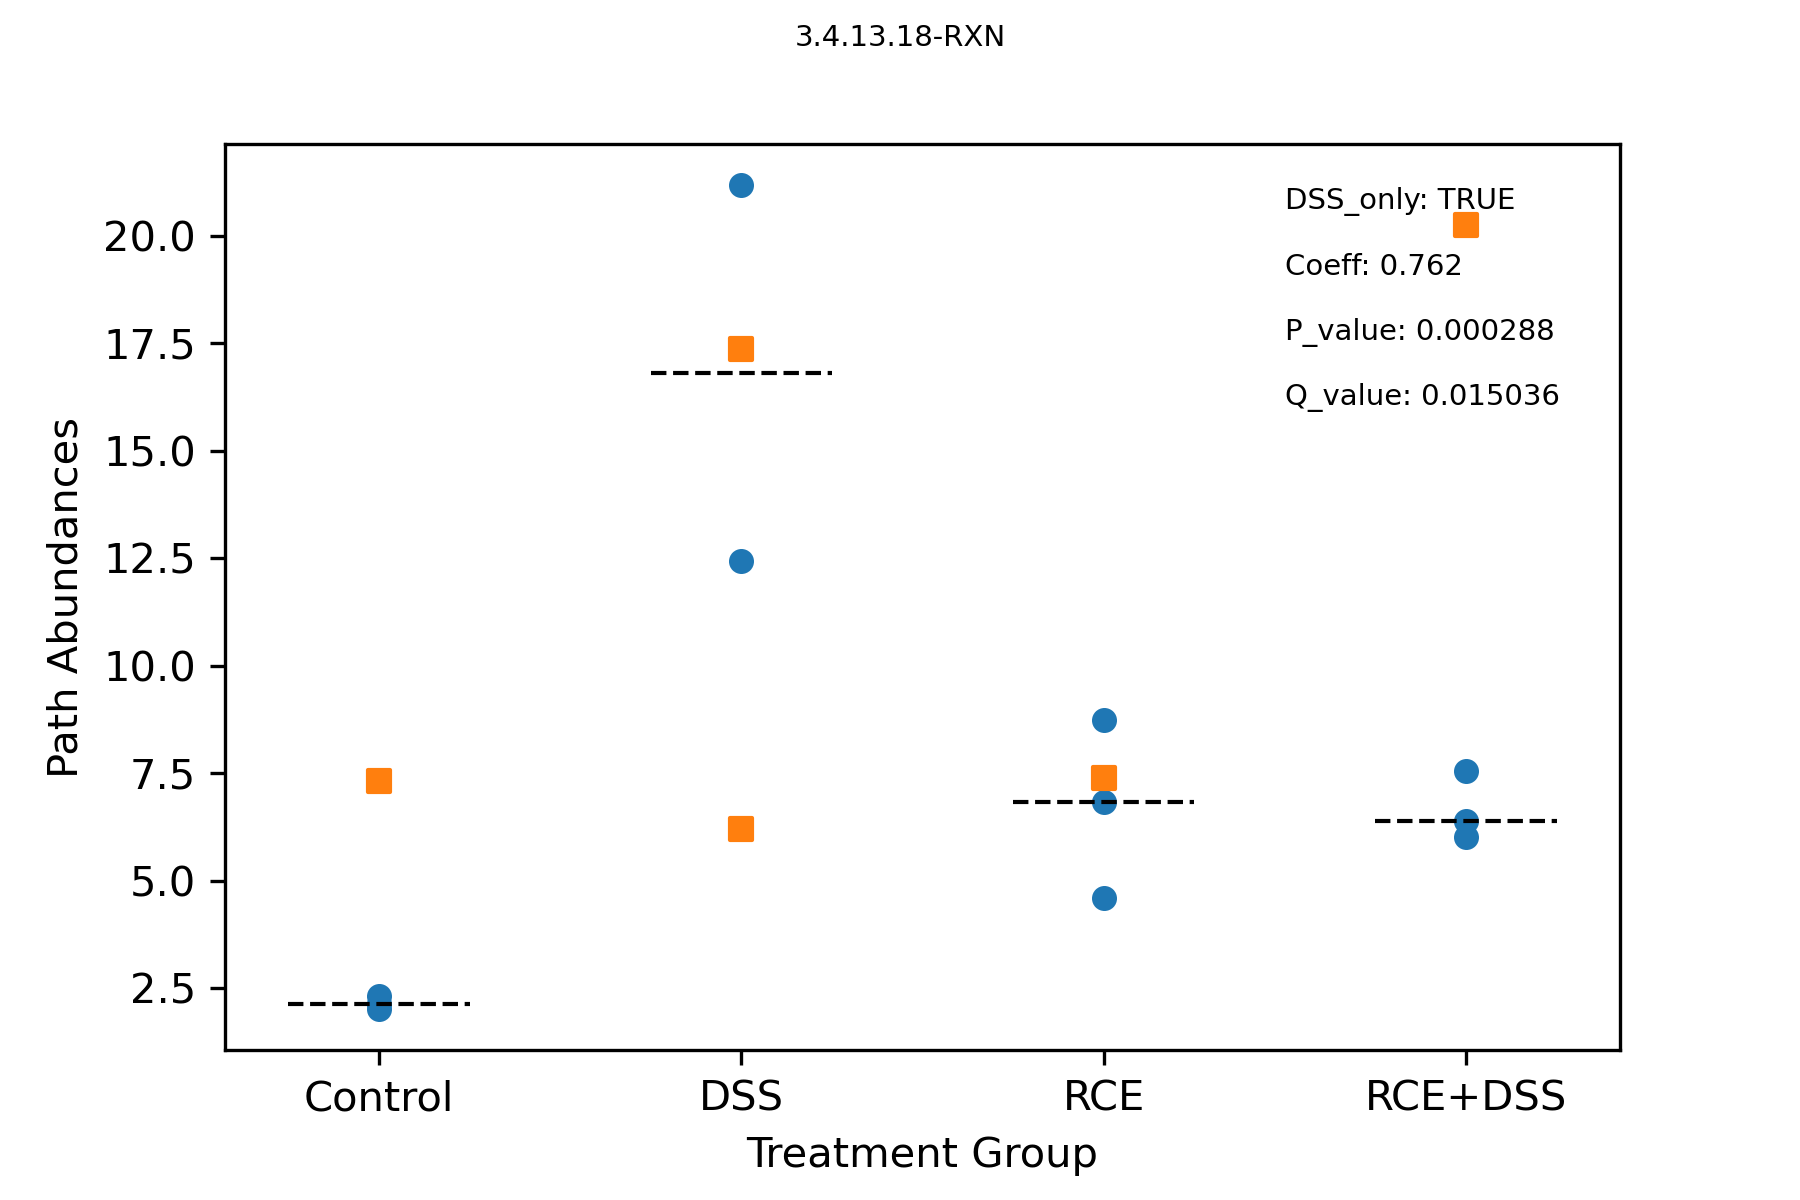 3.4.13.18-RXN
DSS_only: TRUE
Coeff: 0.762
P_value: 0.000288
Q_value: 0.015036
Path Abundances
20.0
17.5
15.0
12.5
10.0
7.5
5.0
2.5
Control
DSS
RCE
RCE+DSS
Treatment Group